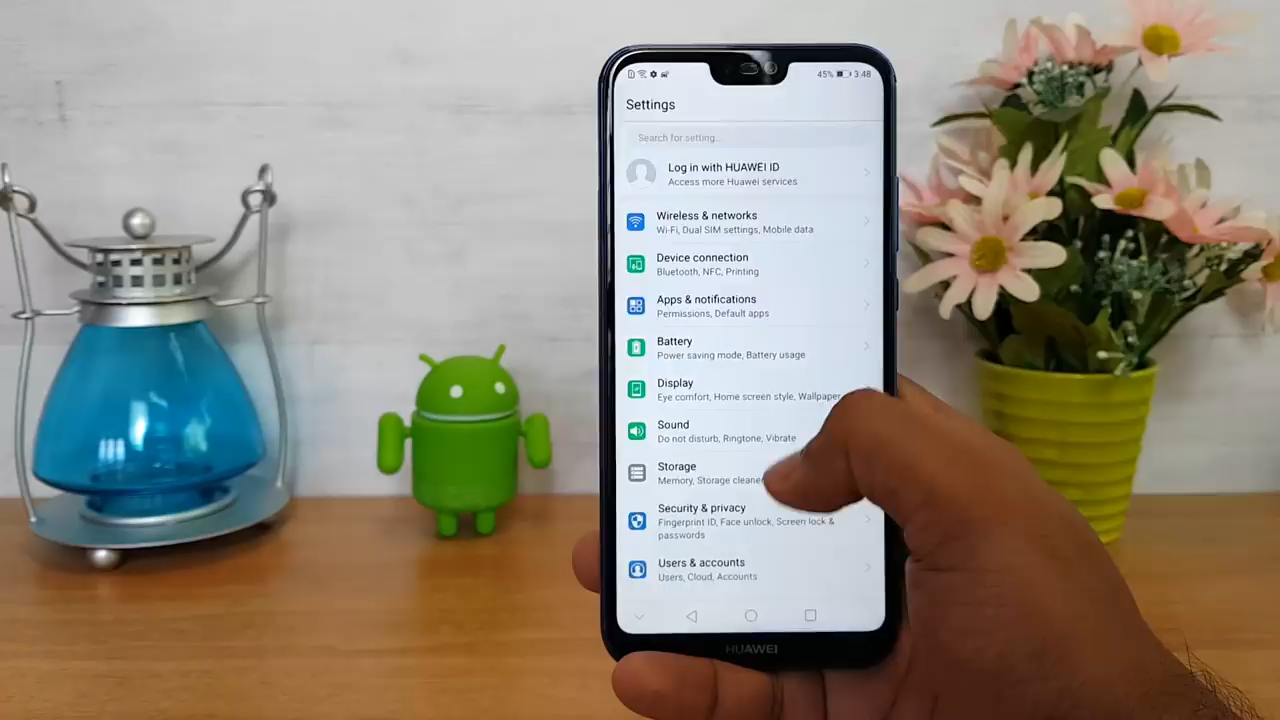 45% 3:48
Settings
Search for setting...
Log in with HUAWEI ID
Access more Huawei services
Wireless & networks
Wi-Fi, Dual SIM settings, Mobile data
Device connection
Bluetooth, NFC, Printing
Apps & notifications
Permissions, Default apps
Battery
Power saving mode, Battery usage
Display
Eye comfort, Home screen style, Wallpaper
Sound
Do not disturb, Ringtone, Vibrate
Storage
Memory, Storage cleaner
Security & privacy
Fingerprint ID, Face unlock, Screen lock &
passwords
Users & accounts
Users, Cloud, Accounts
HUAWEI